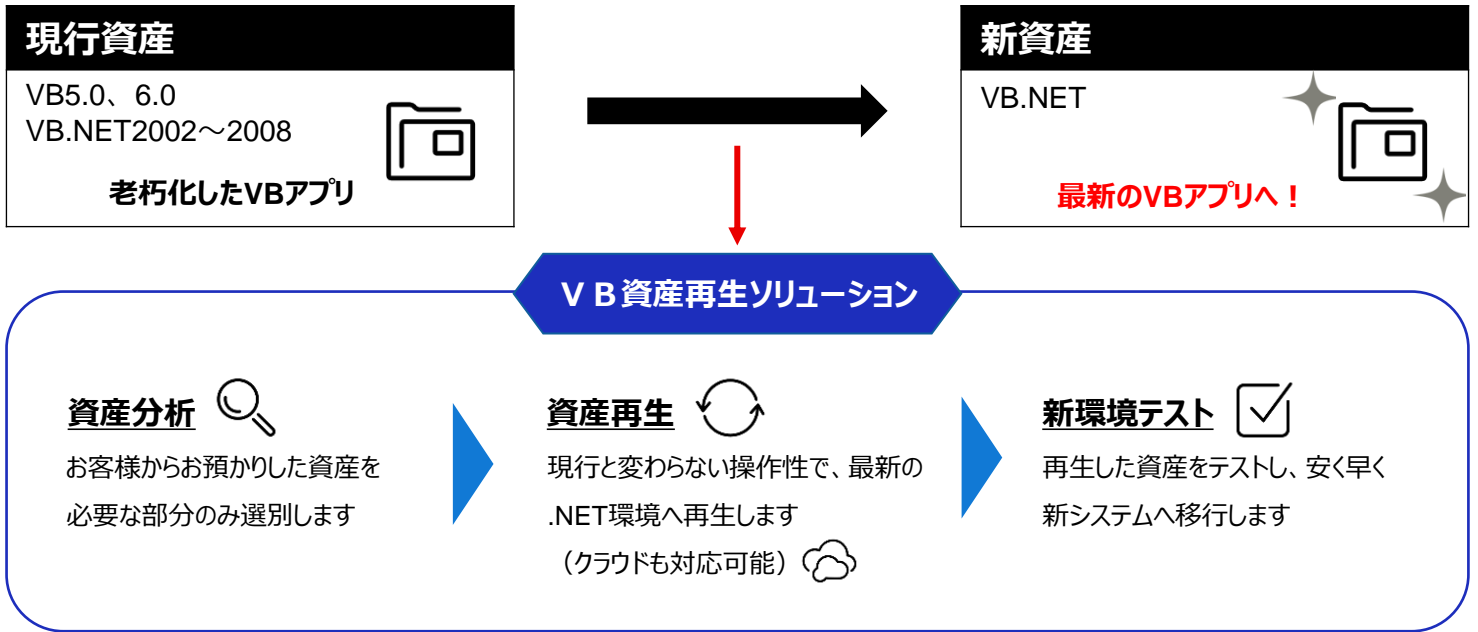 現行資産
VB5.0、6.0
VB.NET2002～2008
老朽化したVBアプリ
新資産
VB.NET
最新のVBアプリへ！
ＶＢ資産再生ソリューション
資産分析
お客様からお預かりした資産を
必要な部分のみ選別します
資産再生
現行と変わらない操作性で、最新の
.NET環境へ再生します
（クラウドも対応可能）
新環境テスト
再生した資産をテストし、安く早く
新システムへ移行します